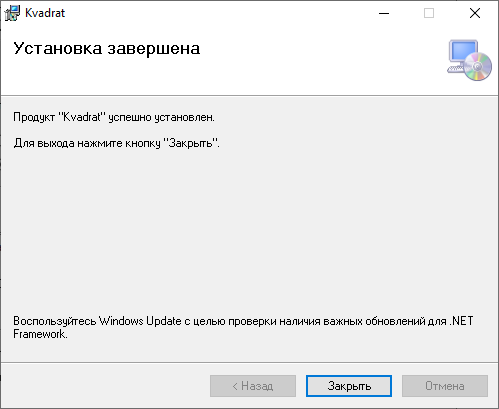 Kvadrat
Установка завершена
Продукт "Kvadrat" успешно установлен.
Для выхода нажмите кнопку "Закрыть".
Воспользуйтесь Windows Update с целью проверки наличия важных обновлений для .NET
Framework.
< Назад Закрыть Отмена